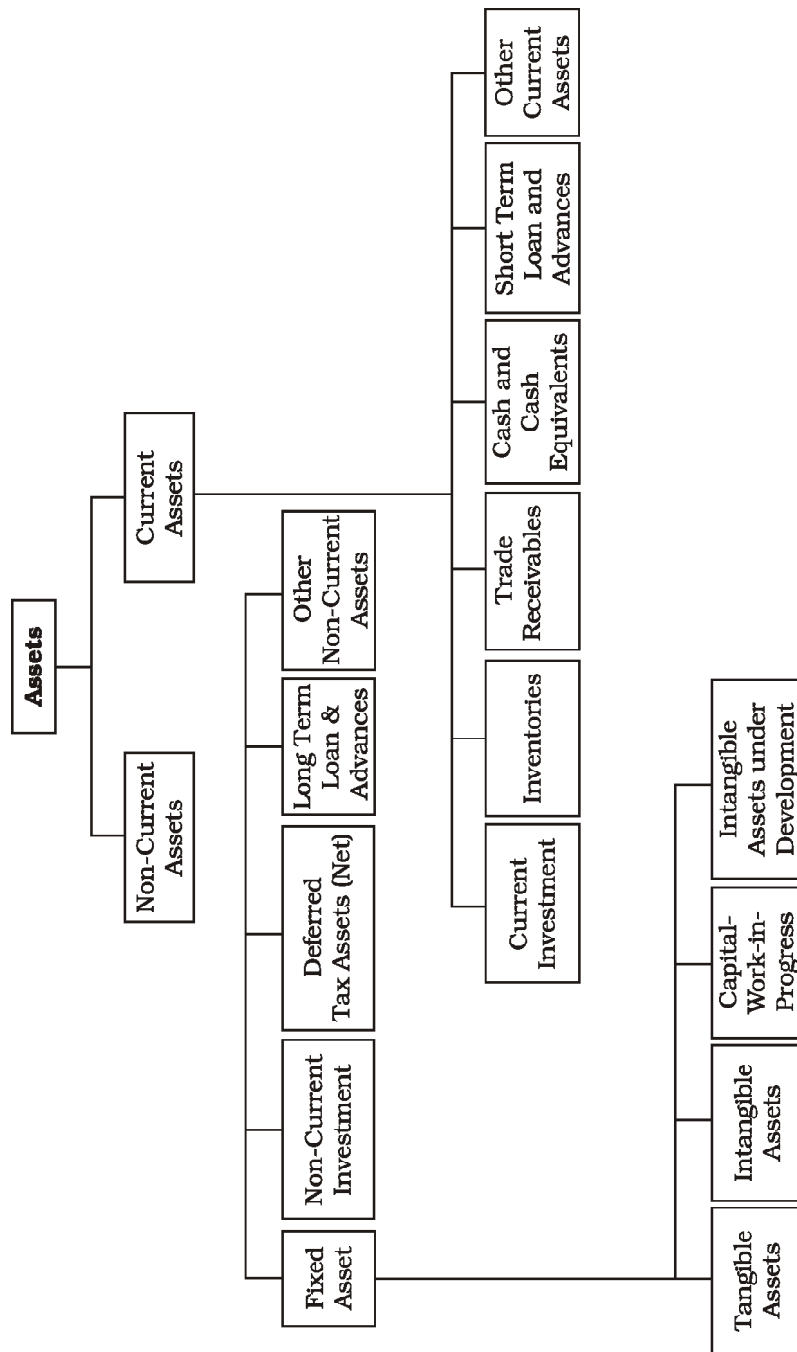 Assets
Non-Current
Assets
Current
Assets
Fixed
Asset
Non-Current
Investment
Deferred
Tax Assets (Net)
Long Term
Loan &
Advances
Other
Non-Current
Assets
Current
Investment
Inventories
Trade
Receivables
Cash and
Cash
Equivalents
Short Term
Loan and
Advances
Other
Current
Assets
Tangible
Assets
Intangible
Assets
Capital-
Work-in-
Progress
Intangible
Assets under
Development